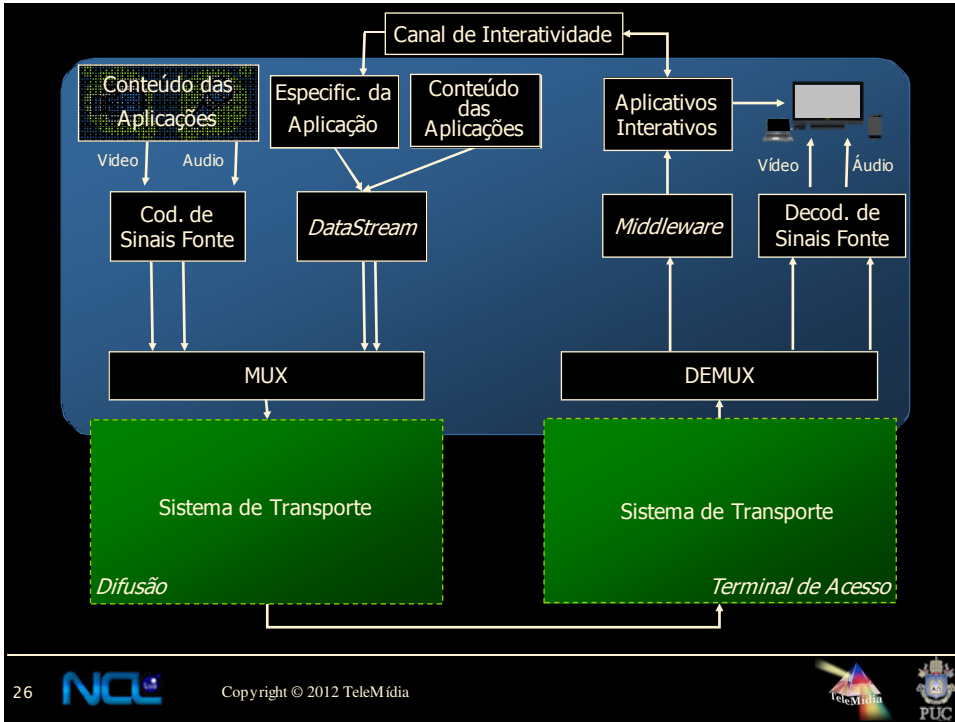 Canal de Interatividade
Conteúdo das
Aplicações
Especific. da
Aplicação
Conteúdo
das
Aplicações
Aplicativos
Interativos
Video
Audio
Vídeo
Áudio
Cod. de
Sinais Fonte
DataStream
Middleware
Decod. de
Sinais Fonte
MUX
DEMUX
Sistema de Transporte
Difusão
Sistema de Transporte
Terminal de Acesso
26
NCL
Copyright © 2012 TeleMídia
TeleMídia
PUC